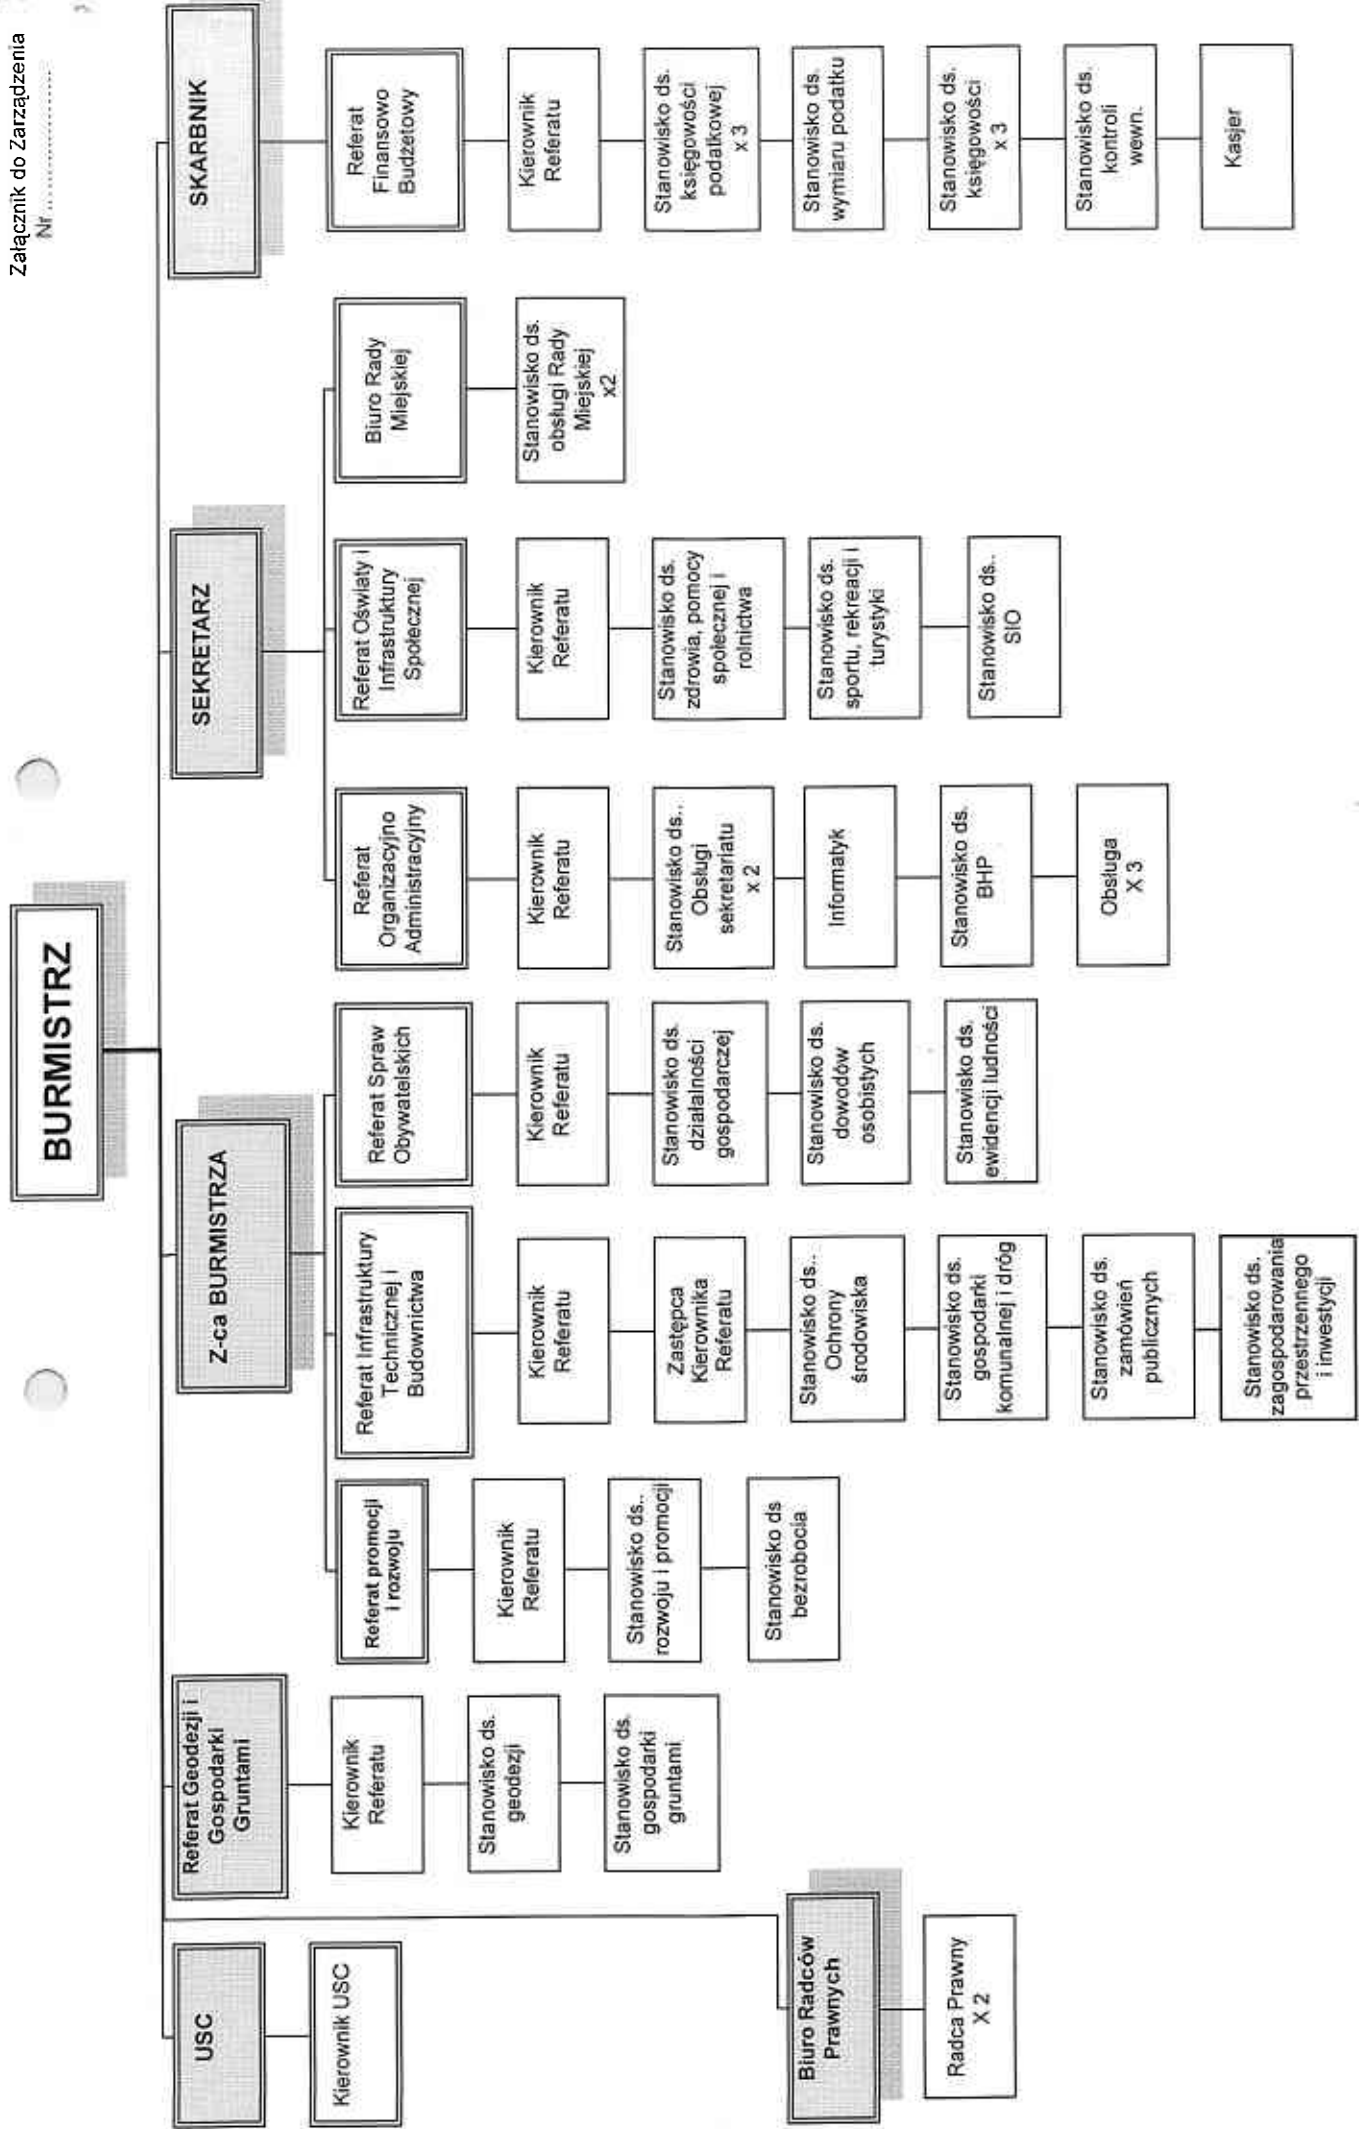 Załącznik do Zarządzenia
Nr ..........................
BURMISTRZ
USC
Kierownik USC
Referat Geodezji i
Gospodarki
Gruntami
Kierownik
Referatu
Stanowisko ds.
geodezji
Stanowisko ds.
gospodarki
gruntami
Biuro Radców
Prawnych
Radca Prawny
X 2
Z-ca BURMISTRZA
Referat promocji
i rozwoju
Kierownik
Referatu
Stanowisko ds..
rozwoju i promocji
Stanowisko ds
bezrobocia
Referat Infrastruktury
Technicznej i
Budownictwa
Kierownik
Referatu
Zastępca
Kierownika
Referatu
Stanowisko ds..
Ochrony
środowiska
Stanowisko ds.
gospodarki
komunalnej i dróg
Stanowisko ds.
zamówień
publicznych
Stanowisko ds.
zagospodarowania
przestrzennego
i inwestycji
Referat Spraw
Obywatelskich
Kierownik
Referatu
Stanowisko ds.
działalności
gospodarczej
Stanowisko ds.
dowodów
osobistych
Stanowisko ds.
ewidencji ludności
SEKRETARZ
Referat
Organizacyjno
Administracyjny
Kierownik
Referatu
Stanowisko ds..
Obsługi
sekretariatu
x 2
Informatyk
Stanowisko ds.
BHP
Obsługa
X 3
Referat Oświaty i
Infrastruktury
Społecznej
Kierownik
Referatu
Stanowisko ds.
zdrowia, pomocy
społecznej i
rolnictwa
Stanowisko ds.
sportu, rekreacji i
turystyki
Stanowisko ds..
SIO
Biuro Rady
Miejskiej
Stanowisko ds.
obsługi Rady
Miejskiej
x2
SKARBNIK
Referat
Finansowo
Budżetowy
Kierownik
Referatu
Stanowisko ds.
księgowości
podatkowej
x 3
Stanowisko ds.
wymiaru podatku
Stanowisko ds.
księgowości
x 3
Stanowisko ds.
kontroli
wewn.
Kasjer